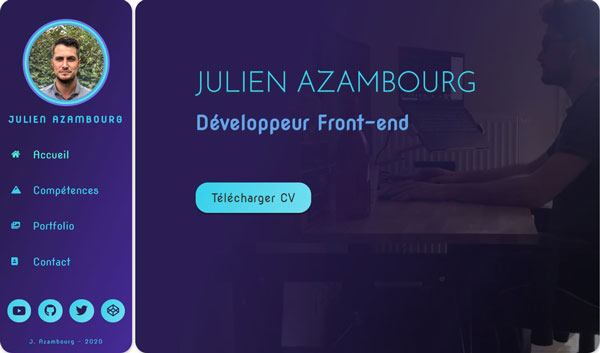 JULIEN AZAMBOURG
Accueil
Compétences
Portfolio
Contact
J. Azambourg - 2020
JULIEN AZAMBOURG
Développeur Front-end
Télécharger CV